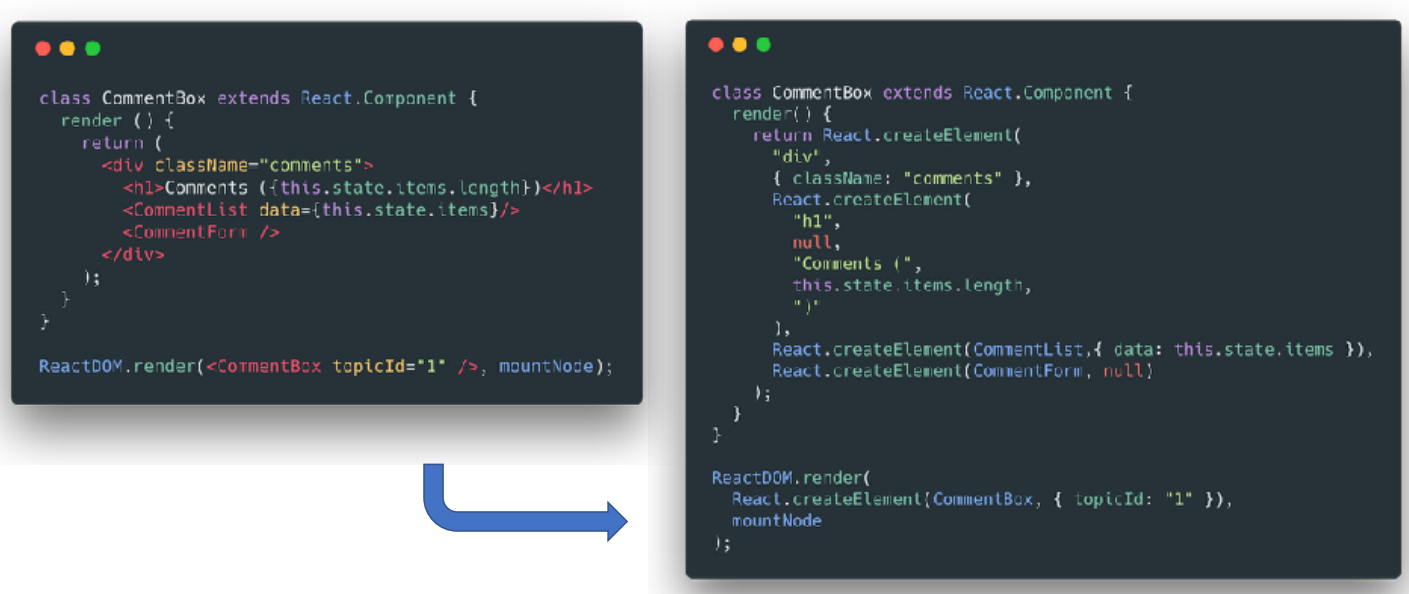 class CommentBox extends React.Component {
  render () {
    return (
      <div className="comments">
        <h1>Comments ({this.state.items.length})</h1>
        <CommentList data={this.state.items}/>
        <CommentForm />
      </div>
    );
  }
}

ReactDOM.render(<CommentBox topicId="1" />, mountNode);

class CommentBox extends React.Component {
  render() {
    return React.createElement(
      "div",
      { className: "comments" },
      React.createElement(
        "h1",
        null,
        "Comments (",
        this.state.items.length,
        ")"
      ),
      React.createElement(CommentList,{ data: this.state.items }),
      React.createElement(CommentForm, null)
    );
  }
}

ReactDOM.render(
  React.createElement(CommentBox, { topicId: "1" }),
  mountNode
);